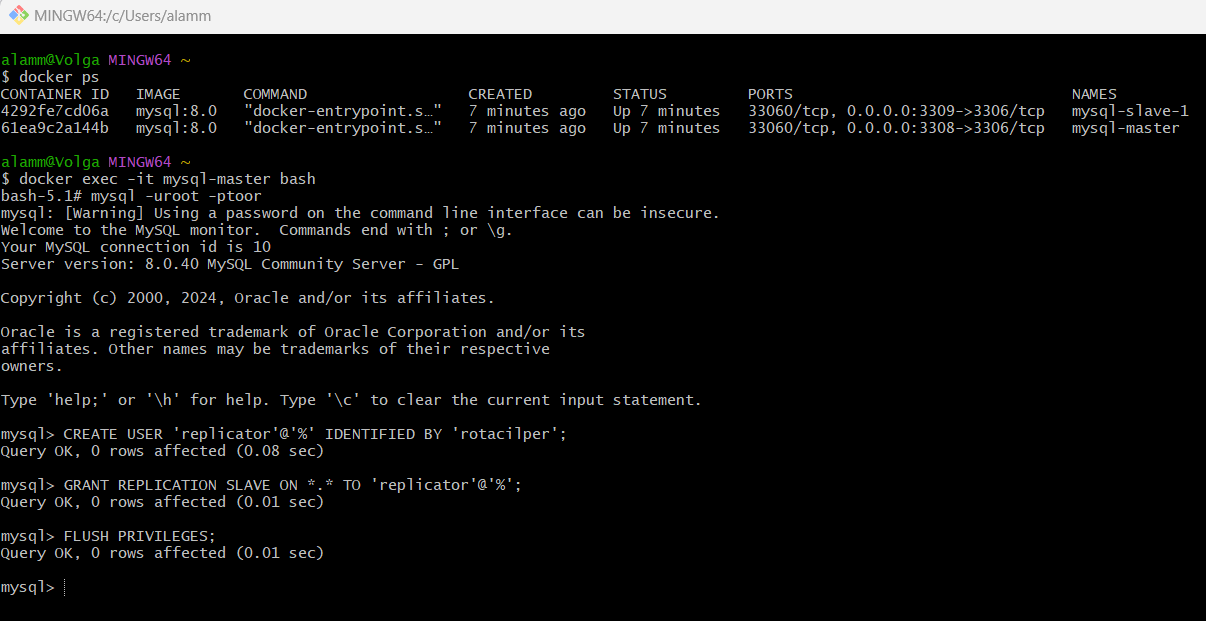 MINGW64:/c/Users/alamm
alamm@Volga MINGW64 ~
$ docker ps
CONTAINER ID   IMAGE       COMMAND                  CREATED         STATUS         PORTS                               NAMES
4292fe7cd06a   mysql:8.0   "docker-entrypoint.s…"   7 minutes ago   Up 7 minutes   33060/tcp, 0.0.0.0:3309->3306/tcp   mysql-slave-1
61ea9c2a144b   mysql:8.0   "docker-entrypoint.s…"   7 minutes ago   Up 7 minutes   33060/tcp, 0.0.0.0:3308->3306/tcp   mysql-master
alamm@Volga MINGW64 ~
$ docker exec -it mysql-master bash
bash-5.1# mysql -uroot -ptoor
mysql: [Warning] Using a password on the command line interface can be insecure.
Welcome to the MySQL monitor.  Commands end with ; or \g.
Your MySQL connection id is 10
Server version: 8.0.40 MySQL Community Server - GPL
Copyright (c) 2000, 2024, Oracle and/or its affiliates.
Oracle is a registered trademark of Oracle Corporation and/or its
affiliates. Other names may be trademarks of their respective
owners.
Type 'help;' or '\h' for help. Type '\c' to clear the current input statement.
mysql> CREATE USER 'replicator'@'%' IDENTIFIED BY 'rotacilper';
Query OK, 0 rows affected (0.08 sec)
mysql> GRANT REPLICATION SLAVE ON *.* TO 'replicator'@'%';
Query OK, 0 rows affected (0.01 sec)
mysql> FLUSH PRIVILEGES;
Query OK, 0 rows affected (0.01 sec)
mysql>